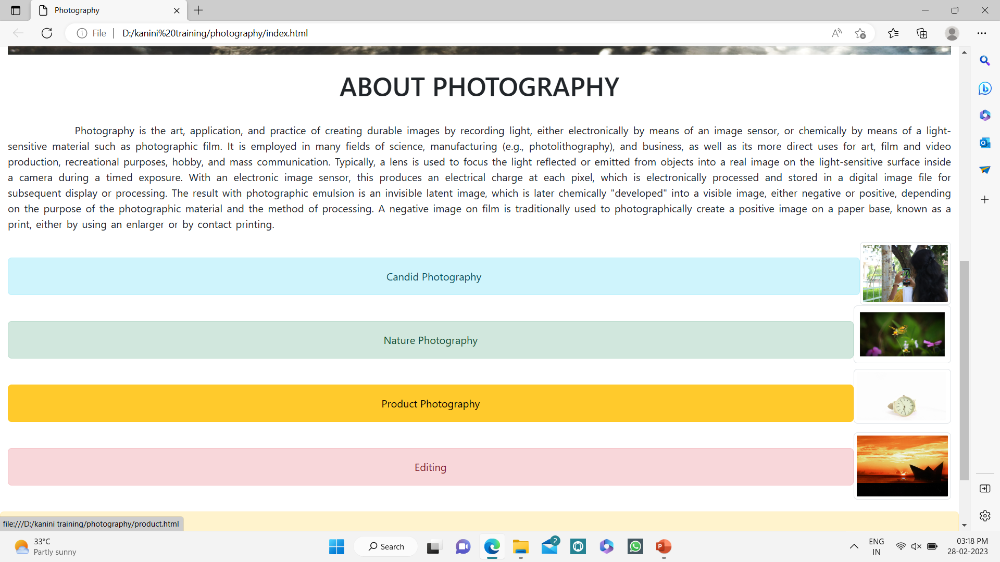 Photography
File
D:/kanini%20training/photography/index.html
ABOUT PHOTOGRAPHY
Photography is the art, application, and practice of creating durable images by recording light, either electronically by means of an image sensor, or chemically by means of a light-
sensitive material such as photographic film. It is employed in many fields of science, manufacturing (e.g., photolithography), and business, as well as its more direct uses for art, film and video
production, recreational purposes, hobby, and mass communication. Typically, a lens is used to focus the light reflected or emitted from objects into a real image on the light-sensitive surface inside
a camera during a timed exposure. With an electronic image sensor, this produces an electrical charge at each pixel, which is electronically processed and stored in a digital image file for
subsequent display or processing. The result with photographic emulsion is an invisible latent image, which is later chemically "developed" into a visible image, either negative or positive, depending
on the purpose of the photographic material and the method of processing. A negative image on film is traditionally used to photographically create a positive image on a paper base, known as a
print, either by using an enlarger or by contact printing.
Candid Photography
Nature Photography
Product Photography
Editing
file:///D:/kanini training/photography/product.html
33°C
Partly sunny
Search
2
ENG
IN
03:18 PM
28-02-2023